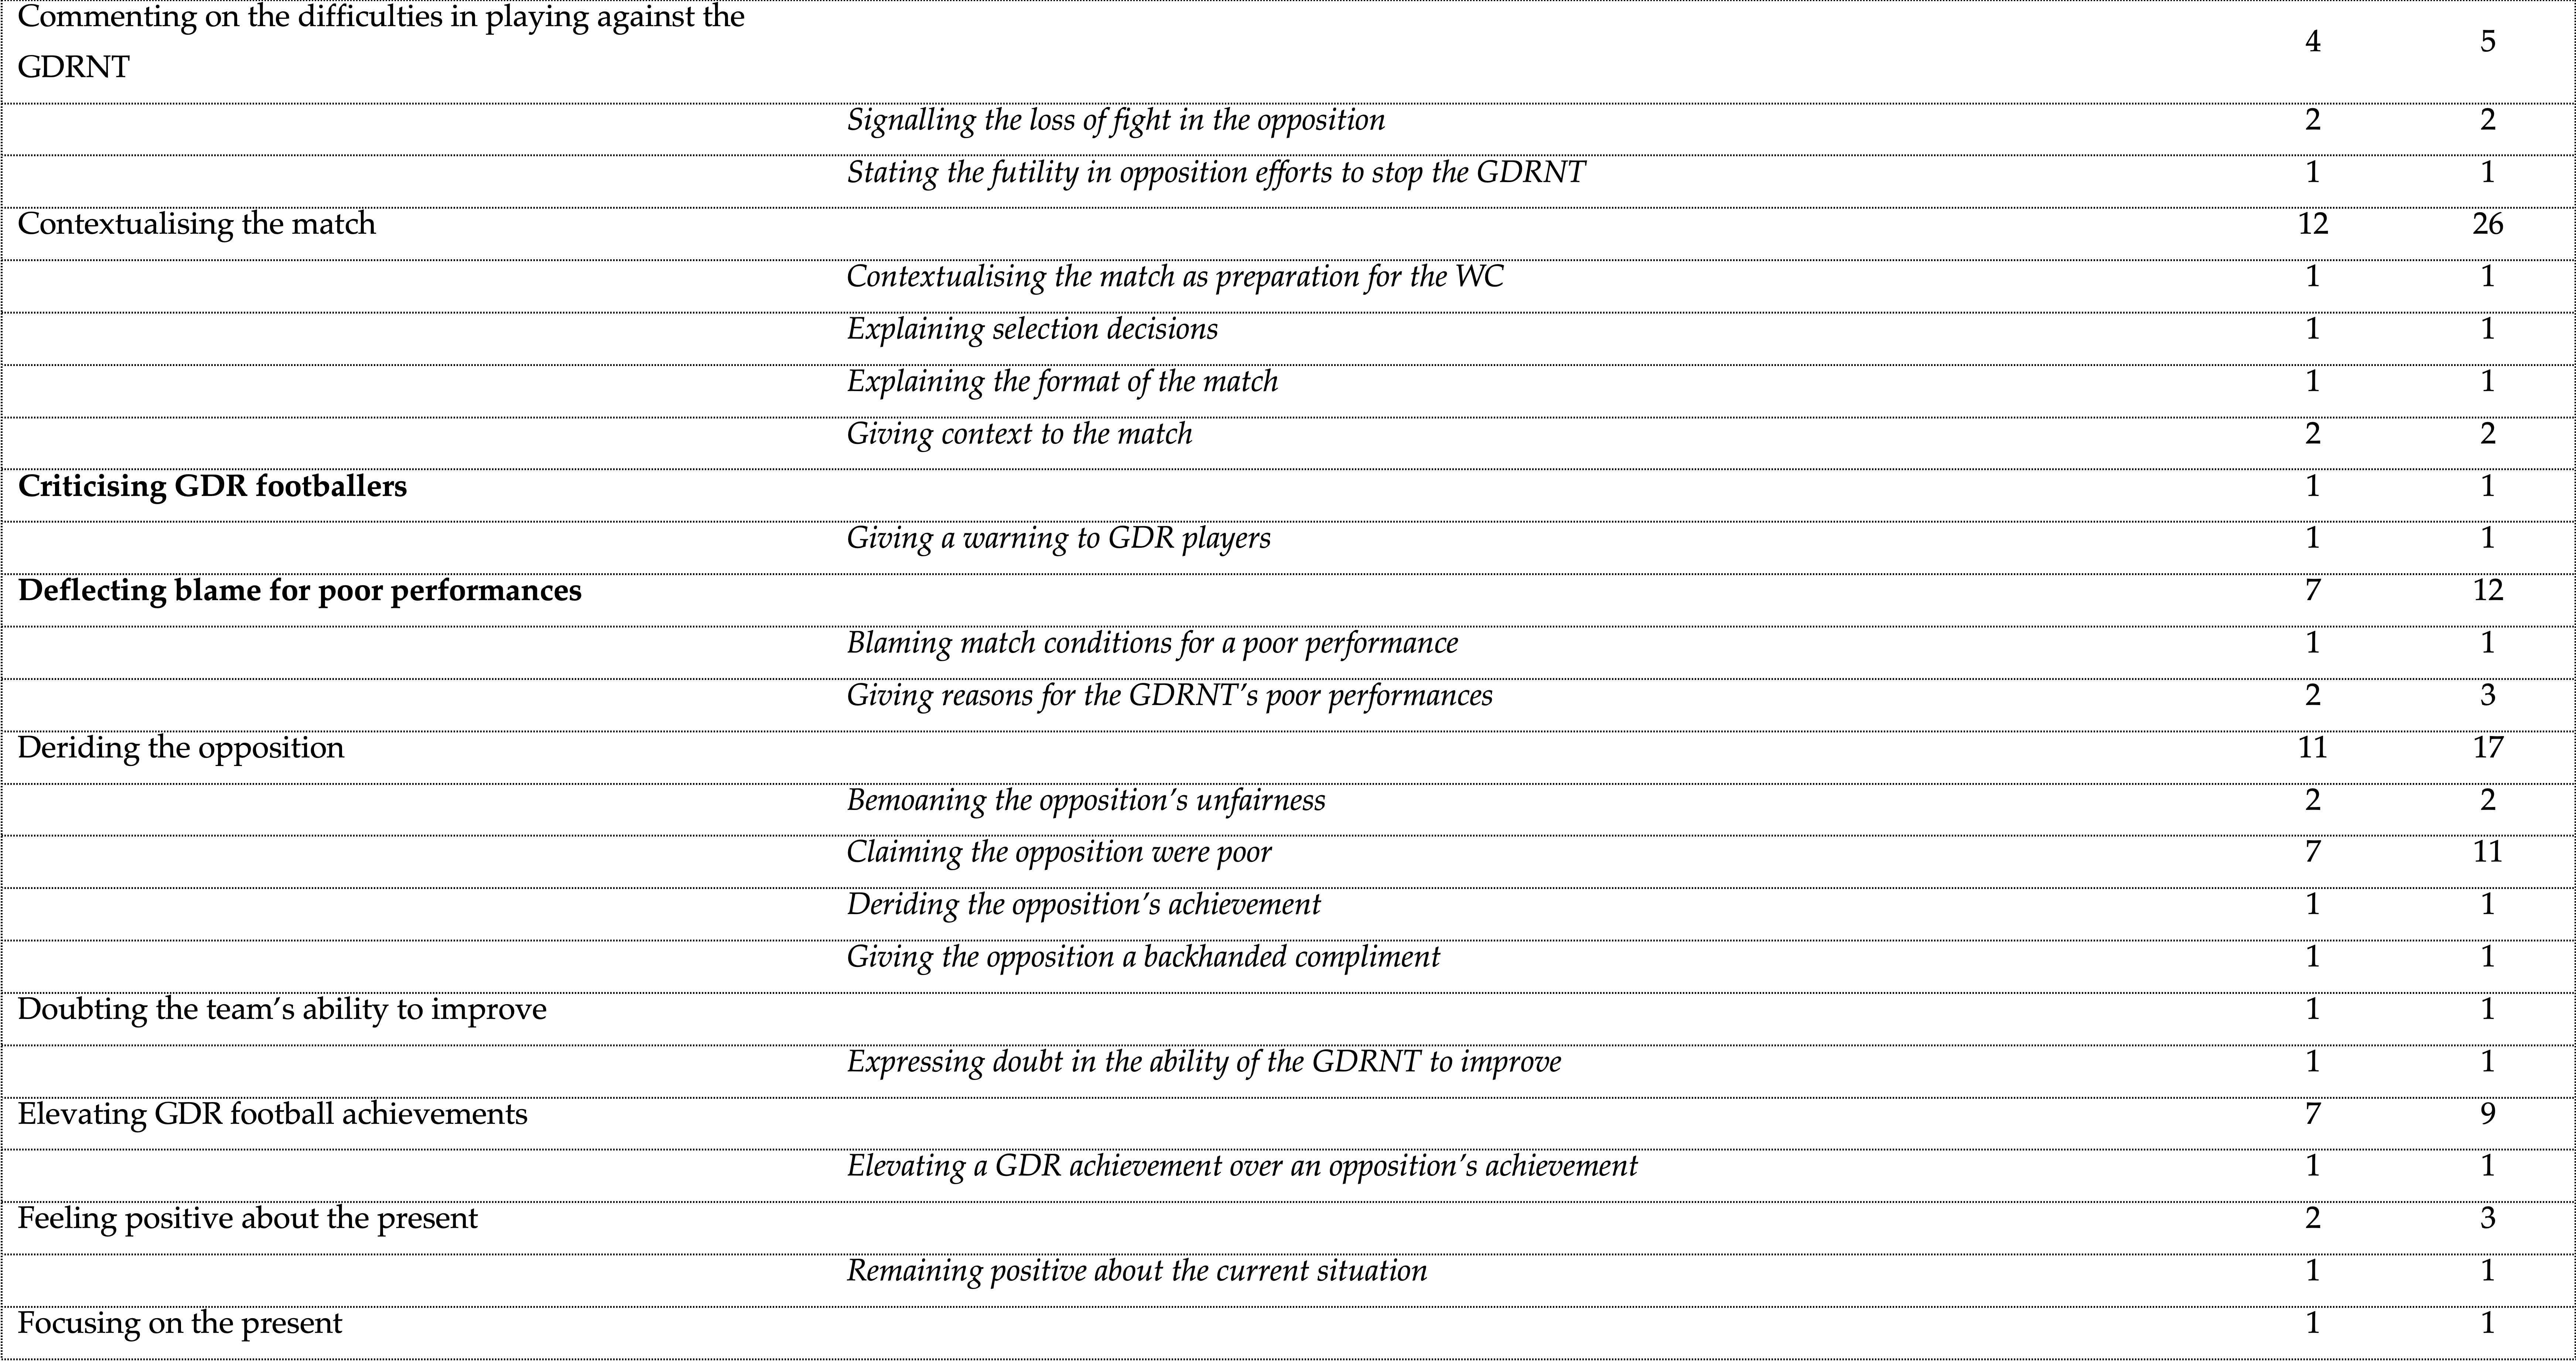 Commenting on the difficulties in playing against the
GDRNT 4 5
Signalling the loss of fight in the opposition 2 2
Stating the futility in opposition efforts to stop the GDRNT 1 1
Contextualising the match 12 26
Contextualising the match as preparation for the WC 1 1
Explaining selection decisions 1 1
Explaining the format of the match 1 1
Giving context to the match 2 2
Criticising GDR footballers 1 1
Giving a warning to GDR players 1 1
Deflecting blame for poor performances 7 12
Blaming match conditions for a poor performance 1 1
Giving reasons for the GDRNT’s poor performances 2 3
Deriding the opposition 11 17
Bemoaning the opposition’s unfairness 2 2
Claiming the opposition were poor 7 11
Deriding the opposition’s achievement 1 1
Giving the opposition a backhanded compliment 1 1
Doubting the team’s ability to improve 1 1
Expressing doubt in the ability of the GDRNT to improve 1 1
Elevating GDR football achievements 7 9
Elevating a GDR achievement over an opposition’s achievement 1 1
Feeling positive about the present 2 3
Remaining positive about the current situation 1 1
Focusing on the present 1 1